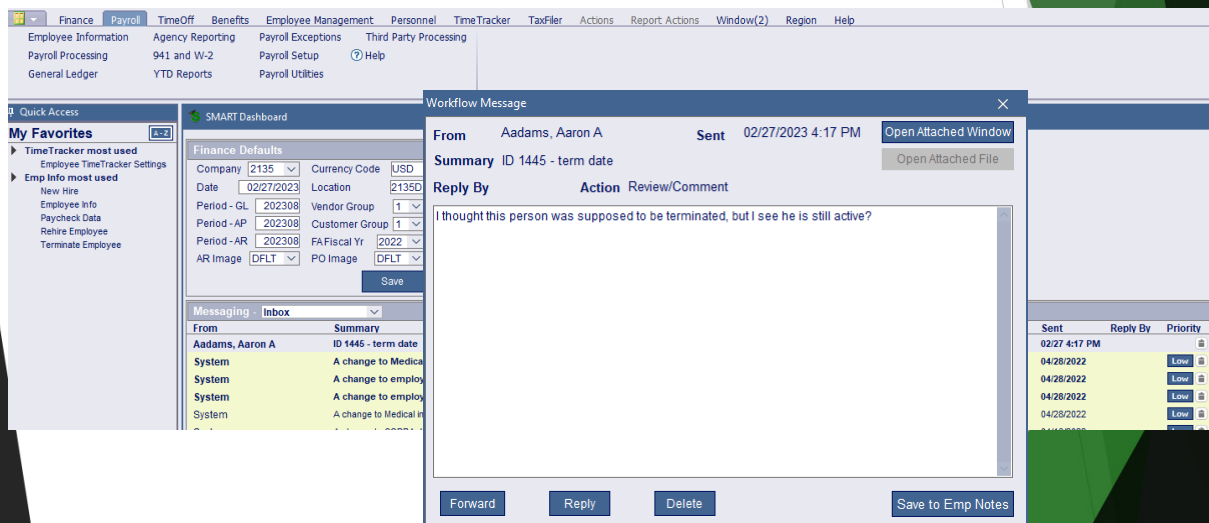 Finance Payroll TimeOff Benefits Employee Management Personnel TimeTracker TaxFiler Actions Report Actions Window(2) Region Help
Employee Information Agency Reporting Payroll Exceptions Third Party Processing
Payroll Processing 941 and W-2 Payroll Setup ? Help
General Ledger YTD Reports Payroll Utilities
Quick Access
My Favorites A-Z
TimeTracker most used
Employee TimeTracker Settings
Emp Info most used
New Hire
Employee Info
Paycheck Data
Rehire Employee
Terminate Employee
SMART Dashboard
Finance Defaults
Company 2135 Currency Code USD
Date 02/27/2023 Location 2135D
Period - GL 202308 Vendor Group 1
Period - AP 202308 Customer Group 1
Period - AR 202308 FA Fiscal Yr 2022
AR Image DFLT PO Image DFLT
Save
Messaging - Inbox
From Summary
Aadams, Aaron A ID 1445 - term date
System A change to Medica
System A change to employ
System A change to employ
System A change to Medical in
Workflow Message
From Aadams, Aaron A Sent 02/27/2023 4:17 PM Open Attached Window
Summary ID 1445 - term date Open Attached File
Reply By Action Review/Comment
I thought this person was supposed to be terminated, but I see he is still active?
Forward Reply Delete Save to Emp Notes
Sent Reply By Priority
02/27 4:17 PM
04/28/2022 Low
04/28/2022 Low
04/28/2022 Low
04/28/2022 Low